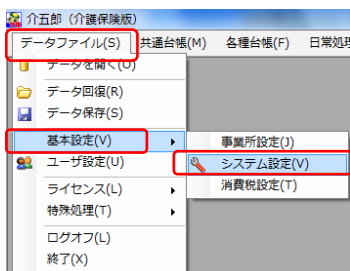 介五郎（介護保険版）
データファイル(S) 共通台帳(M) 各種台帳(F) 日常処理
データを開く(O)
データ回復(R)
データ保存(S)
基本設定(V) 事業所設定(J)
ユーザ設定(U) システム設定(V)
ライセンス(L) 消費税設定(T)
特殊処理(T)
ログオフ(L)
終了(X)